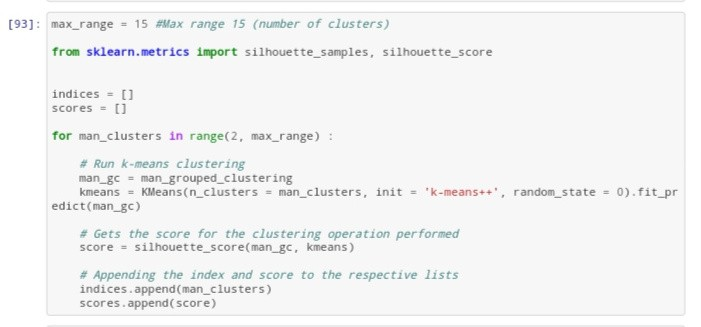 [93]: max_range = 15 #Max range 15 (number of clusters)
from sklearn.metrics import silhouette_samples, silhouette_score
indices = []
scores = []
for man_clusters in range(2, max_range) :
# Run k-means clustering
man_gc = man_grouped_clustering
kmeans = KMeans(n_clusters = man_clusters, init = 'k-means++', random_state = 0).fit_pr
edict(man_gc)
# Gets the score for the clustering operation performed
score = silhouette_score(man_gc, kmeans)
# Appending the index and score to the respective lists
indices.append(man_clusters)
scores.append(score)